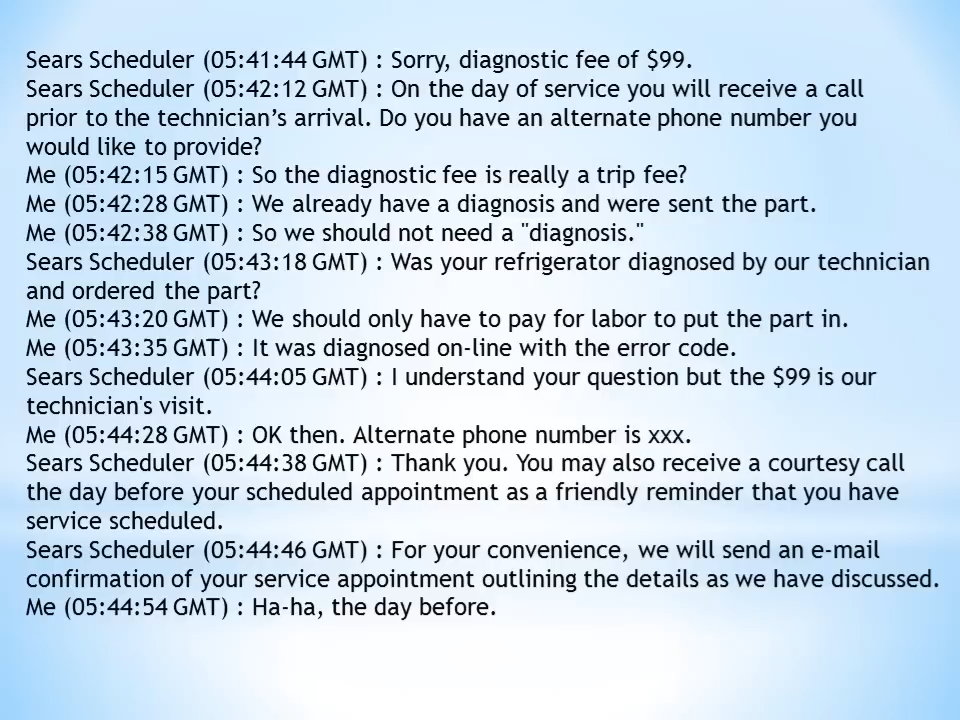 Sears Scheduler (05:41:44 GMT) : Sorry, diagnostic fee of $99.
Sears Scheduler (05:42:12 GMT) : On the day of service you will receive a call
prior to the technician’s arrival. Do you have an alternate phone number you
would like to provide?
Me (05:42:15 GMT) : So the diagnostic fee is really a trip fee?
Me (05:42:28 GMT) : We already have a diagnosis and were sent the part.
Me (05:42:38 GMT) : So we should not need a "diagnosis."
Sears Scheduler (05:43:18 GMT) : Was your refrigerator diagnosed by our technician
and ordered the part?
Me (05:43:20 GMT) : We should only have to pay for labor to put the part in.
Me (05:43:35 GMT) : It was diagnosed on-line with the error code.
Sears Scheduler (05:44:05 GMT) : I understand your question but the $99 is our
technician's visit.
Me (05:44:28 GMT) : OK then. Alternate phone number is xxx.
Sears Scheduler (05:44:38 GMT) : Thank you. You may also receive a courtesy call
the day before your scheduled appointment as a friendly reminder that you have
service scheduled.
Sears Scheduler (05:44:46 GMT) : For your convenience, we will send an e-mail
confirmation of your service appointment outlining the details as we have discussed.
Me (05:44:54 GMT) : Ha-ha, the day before.